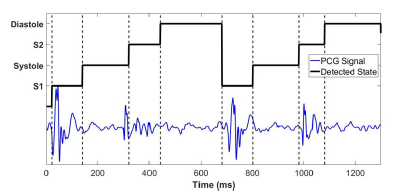 Diastole
S2
Systole
S1
PCG Signal
Detected State
0 200 400 600 800 1000 1200
Time (ms)